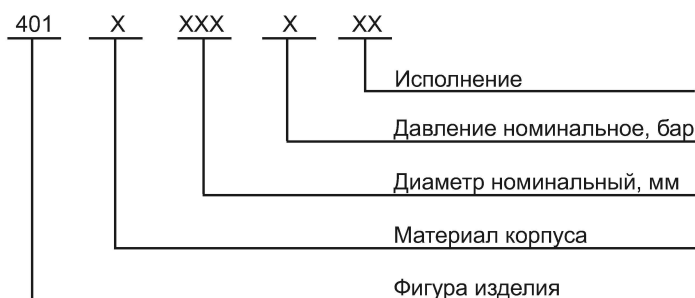 401 X XXX X XX
Исполнение
Давление номинальное, бар
Диаметр номинальный, мм
Материал корпуса
Фигура изделия